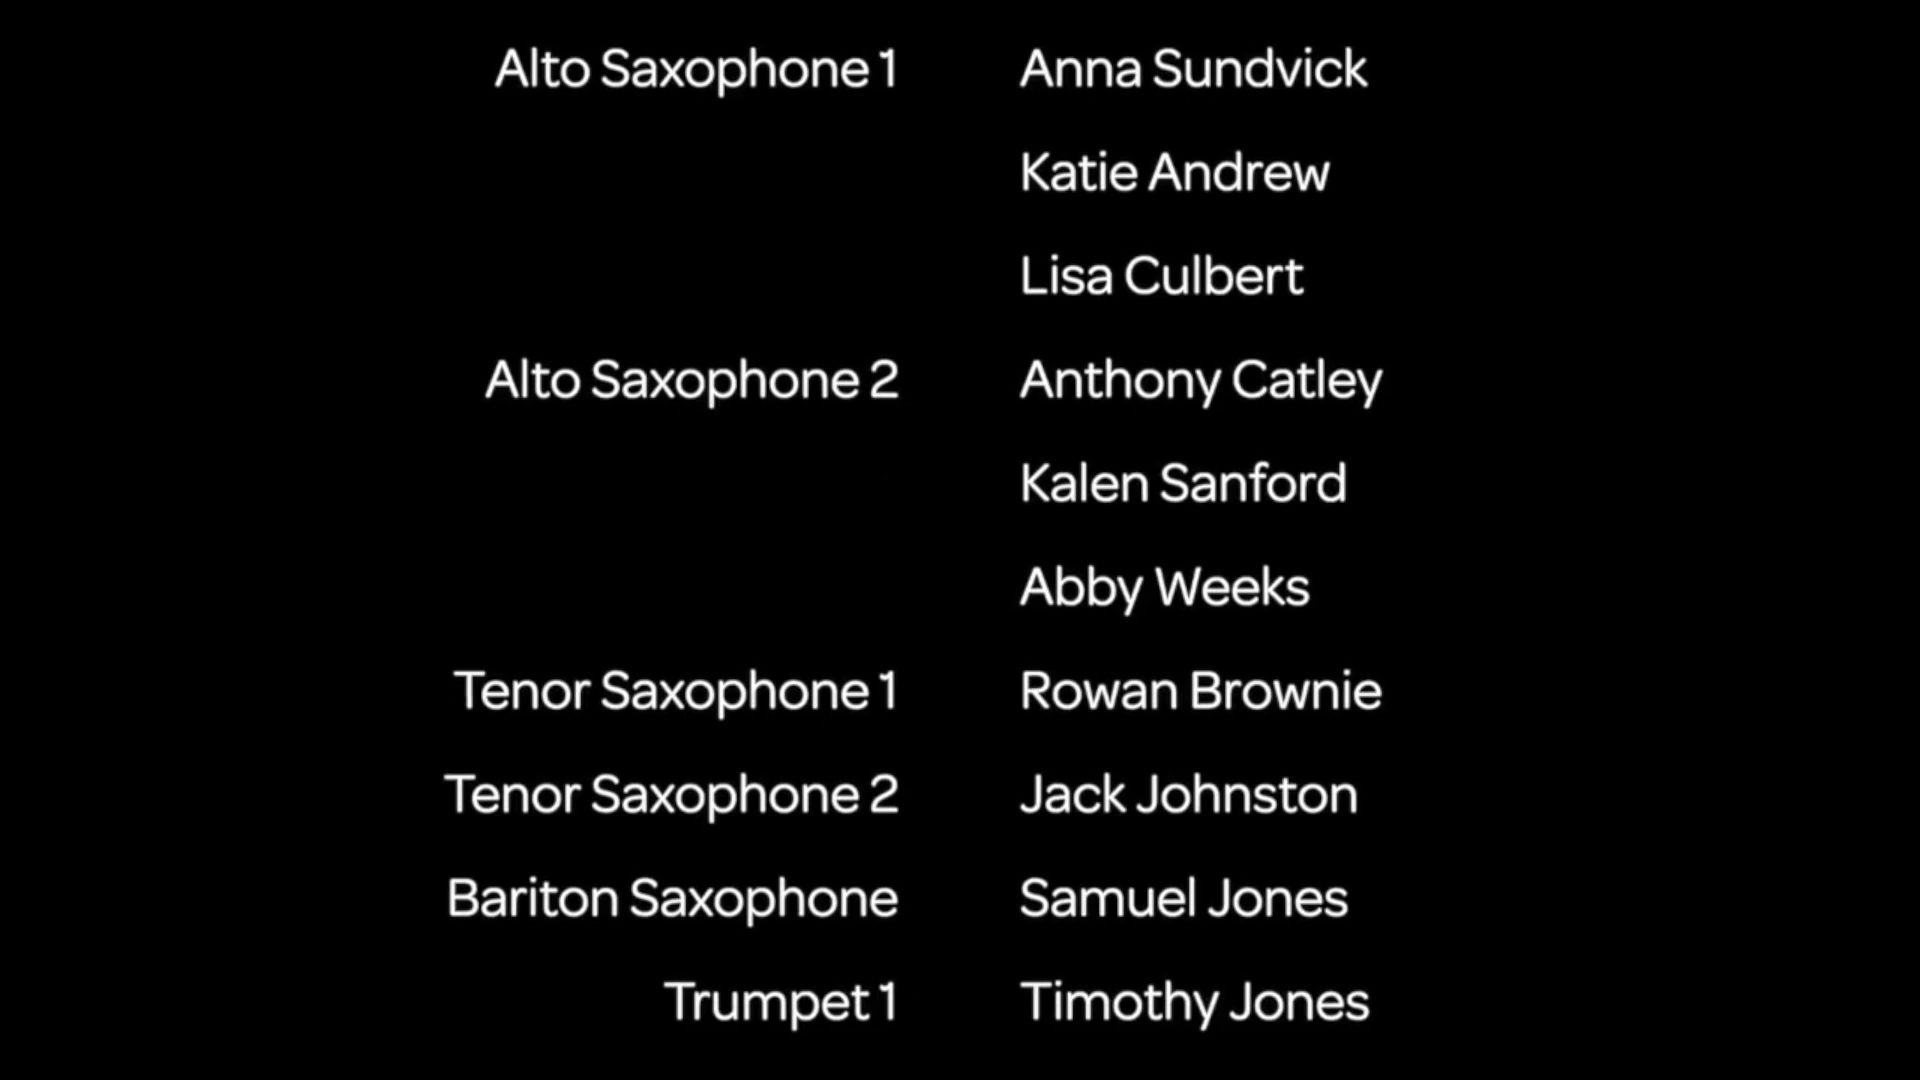 Alto Saxophone 1 Anna Sundvick
Katie Andrew
Lisa Culbert
Alto Saxophone 2 Anthony Catley
Kalen Sanford
Abby Weeks
Tenor Saxophone 1 Rowan Brownie
Tenor Saxophone 2 Jack Johnston
Bariton Saxophone Samuel Jones
Trumpet 1 Timothy Jones